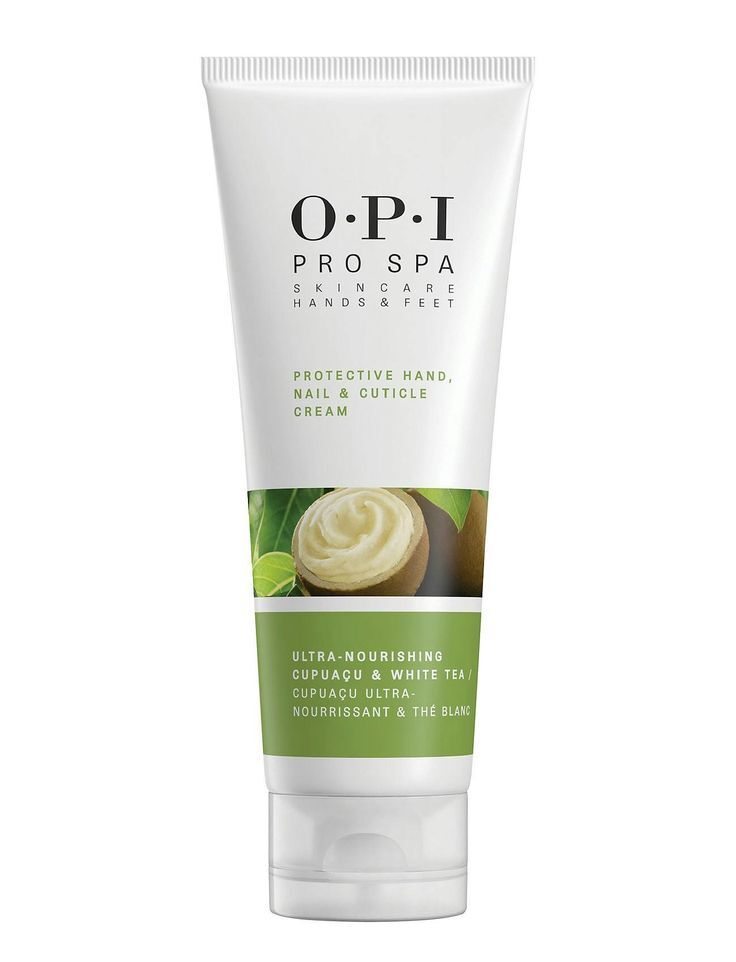 O·P·I
PRO SPA
SKINCARE
HANDS & FEET
PROTECTIVE HAND,
NAIL & CUTICLE
CREAM
ULTRA-NOURISHING
CUPUAÇU & WHITE TEA /
CUPUAÇU ULTRA-
NOURRISSANT & THÉ BLANC